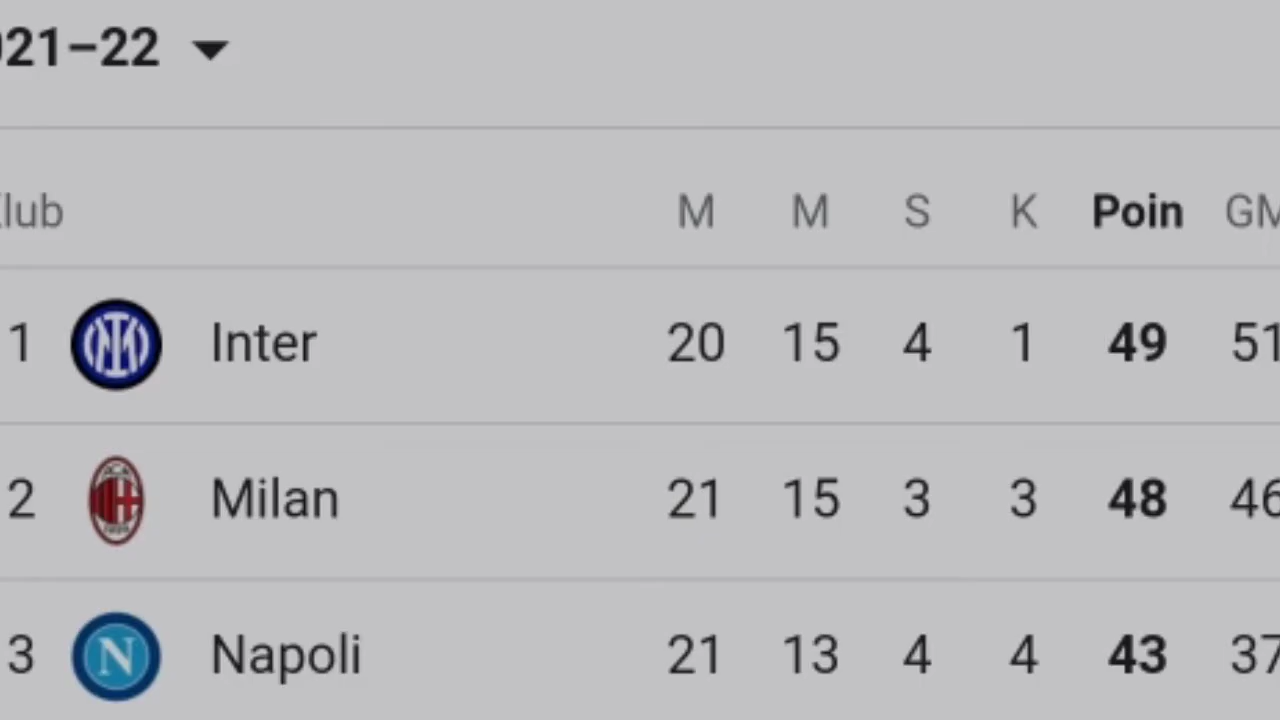 021–22
Klub M M S K Poin GM
1 Inter 20 15 4 1 49 51
2 Milan 21 15 3 3 48 46
3 N Napoli 21 13 4 4 43 37